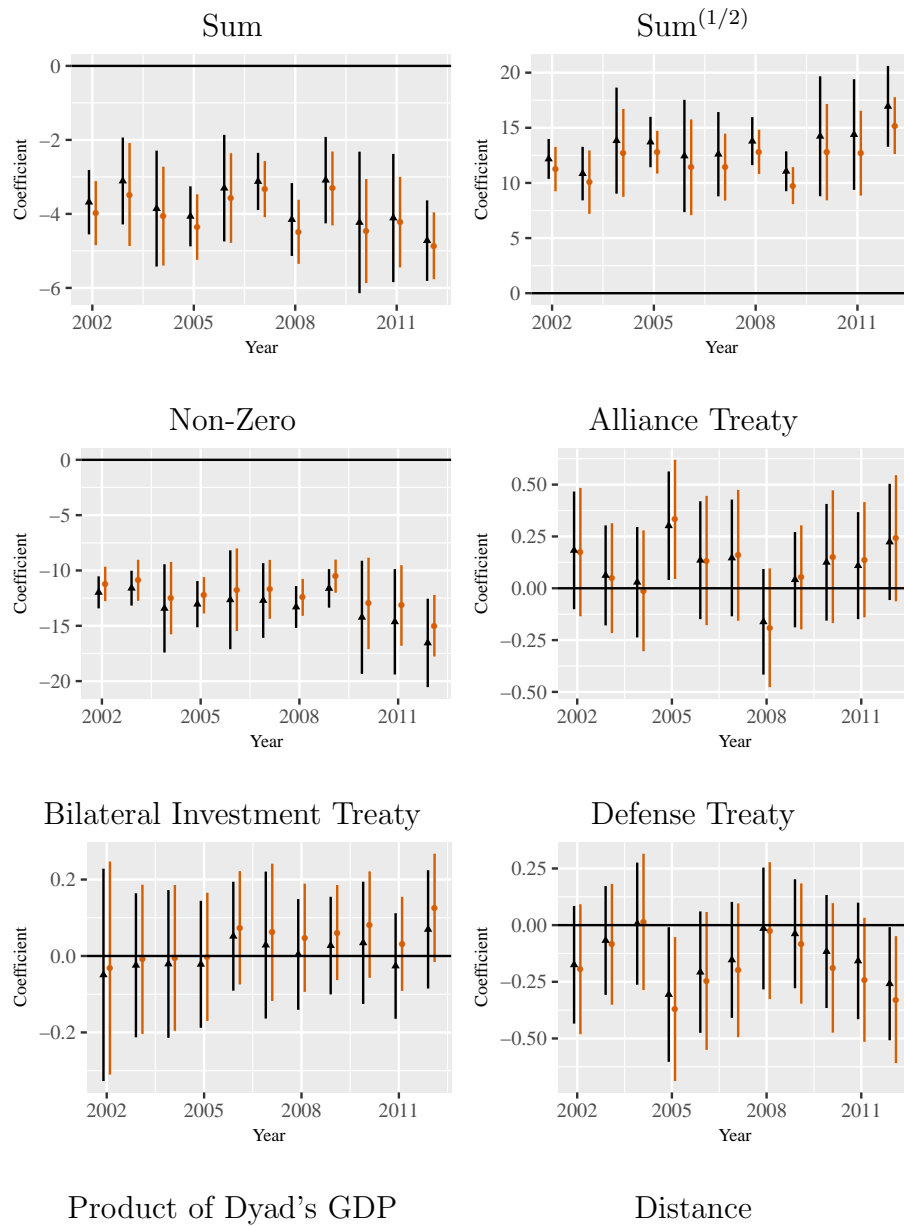 Sum
0
−2
−4
−6
Coefficient
2002 2005 2008 2011
Year
Sum^(1/2)
20
15
10
5
0
Coefficient
2002 2005 2008 2011
Year
Non-Zero
0
−5
−10
−15
−20
Coefficient
2002 2005 2008 2011
Year
Alliance Treaty
0.50
0.25
0.00
−0.25
−0.50
Coefficient
2002 2005 2008 2011
Year
Bilateral Investment Treaty
0.2
0.0
−0.2
Coefficient
2002 2005 2008 2011
Year
Defense Treaty
0.25
0.00
−0.25
−0.50
Coefficient
2002 2005 2008 2011
Year
Product of Dyad's GDP
Distance